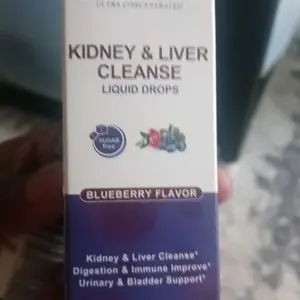 ULTRA CONCENTRATED
KIDNEY & LIVER
CLEANSE
LIQUID DROPS
SUGAR
free
BLUEBERRY FLAVOR
Kidney & Liver Cleanse*
Digestion & Immune Improve*
Urinary & Bladder Support*